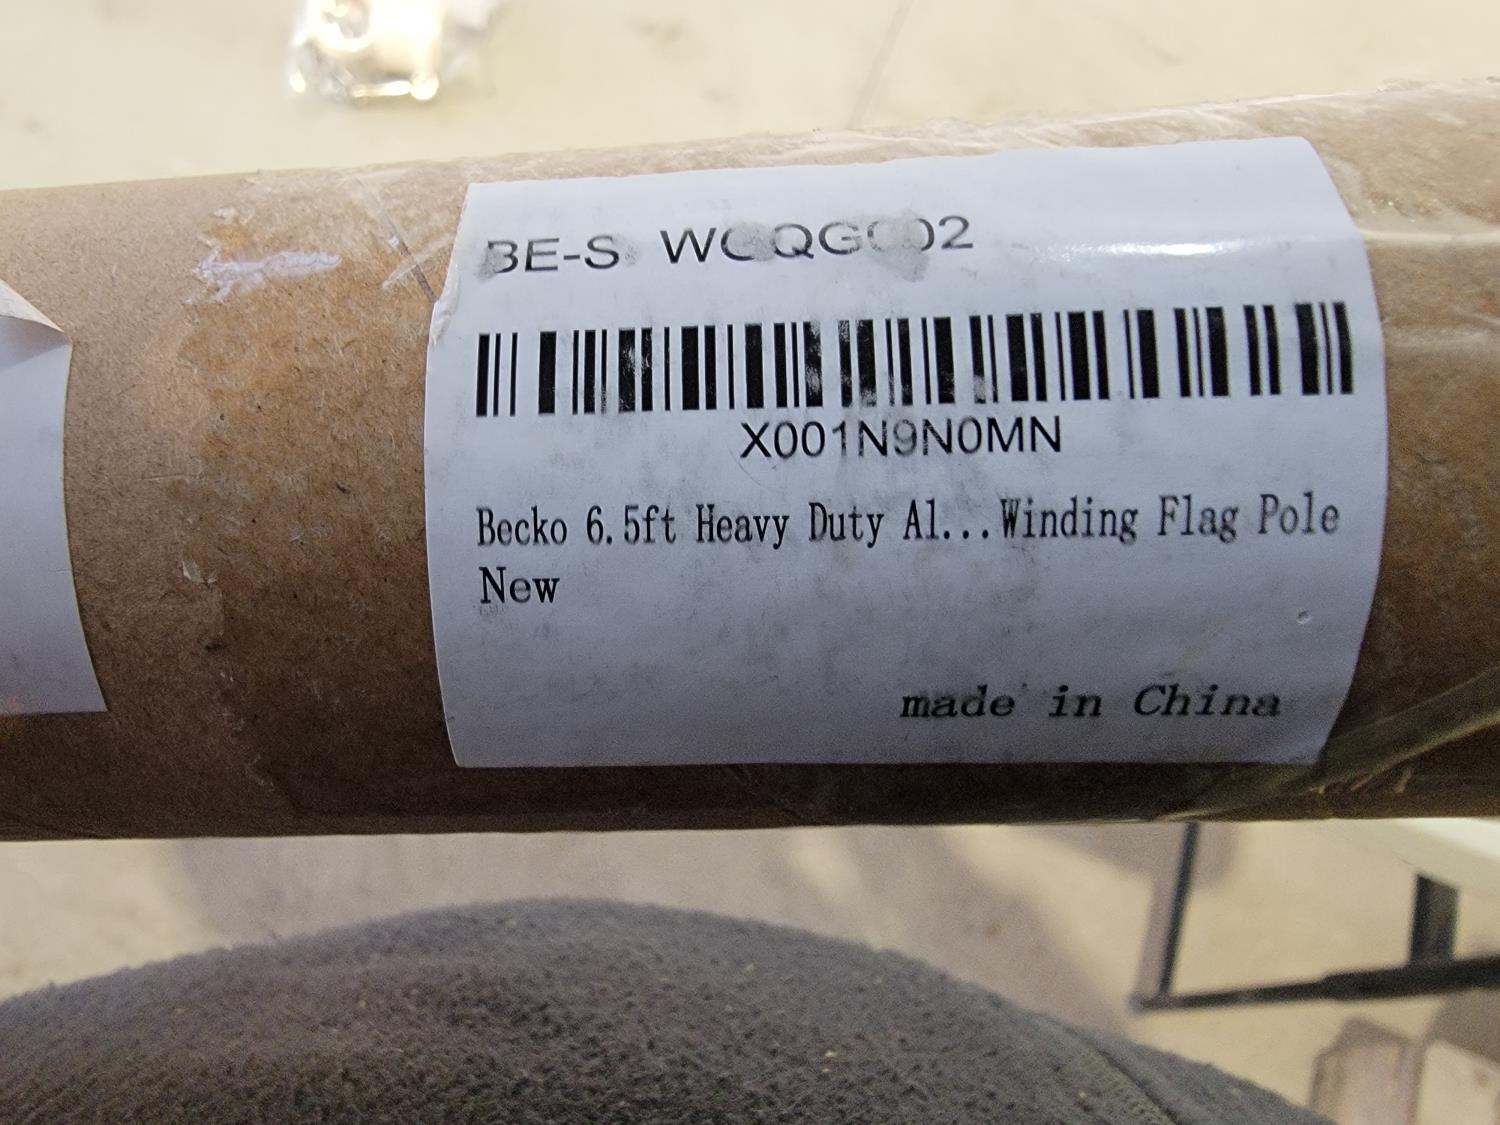 BE-S
X001N9N0MN
Becko 6.5ft Heavy Duty Al...Winding Flag Pole
New
made in China